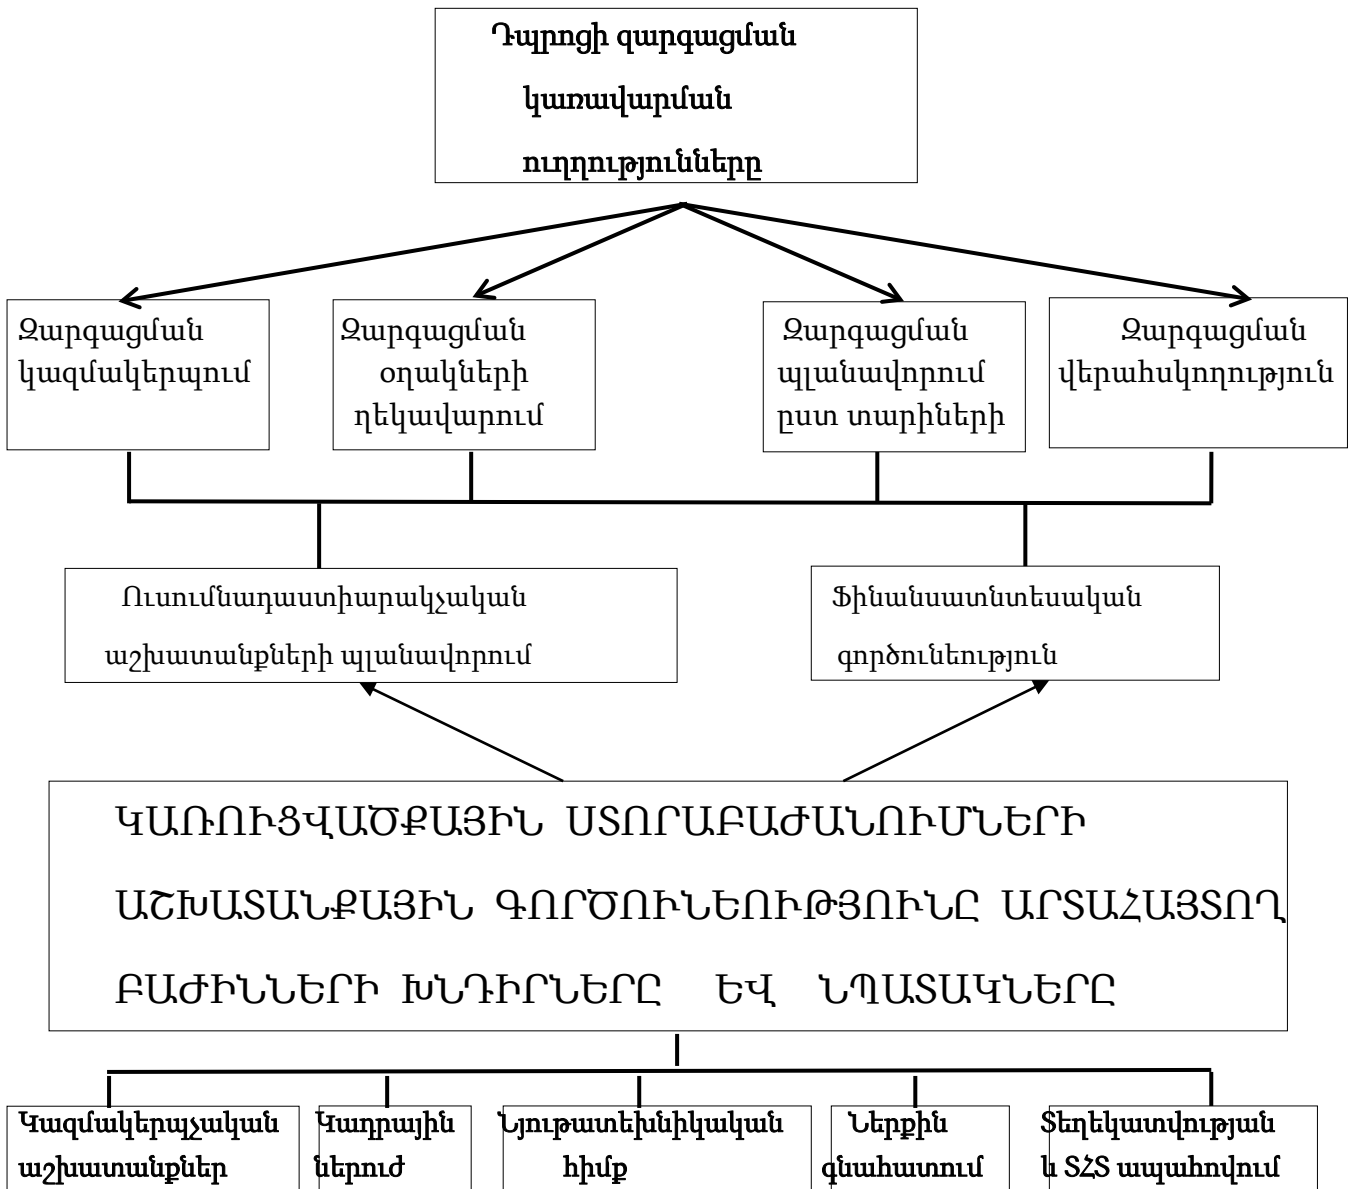 Դպրոցի զարգացման
կառավարման
ուղղությունները
Զարգացման
կազմակերպում
Զարգացման
օղակների
ղեկավարում
Զարգացման
պլանավորում
ըստ տարիների
Զարգացման
վերահսկողություն
Ուսումնադաստիարակչական
աշխատանքների պլանավորում
Ֆինանսատնտեսական
գործունեություն
ԿԱՌՈՒՑՎԱԾՔԱՅԻՆ ՍՏՈՐԱԲԱԺԱՆՈՒՄՆԵՐԻ
ԱՇԽԱՏԱՆՔԱՅԻՆ ԳՈՐԾՈՒՆԵՈՒԹՅՈՒՆԸ ԱՐՏԱՀԱՅՏՈՂ
ԲԱԺԻՆՆԵՐԻ ԽՆԴԻՐՆԵՐԸ ԵՎ ՆՊԱՏԱԿՆԵՐԸ
Կազմակերպչական
աշխատանքներ
Կադրային
ներուժ
Նյութատեխնիկական
հիմք
Ներքին
գնահատում
Տեղեկատվության
և ՏՀՏ ապահովում